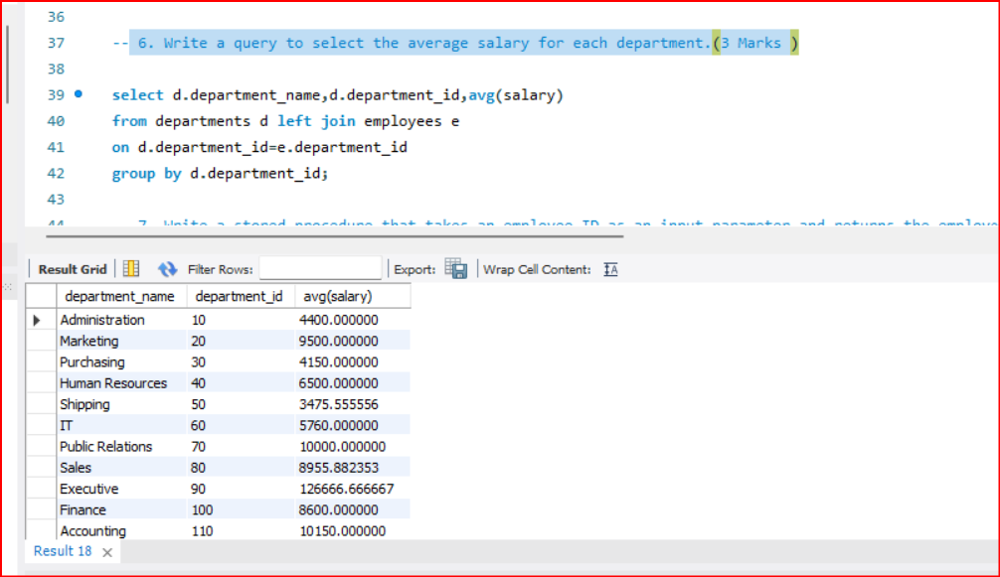 36
37 -- 6. Write a query to select the average salary for each department.(3 Marks )
38
39 select d.department_name,d.department_id,avg(salary)
40 from departments d left join employees e
41 on d.department_id=e.department_id
42 group by d.department_id;
43
44 7. Write a stored procedure that takes an employee ID as an input parameter and returns the employe
Result Grid Filter Rows: Export: Wrap Cell Content: IA
department_name department_id avg(salary)
Administration 10 4400.000000
Marketing 20 9500.000000
Purchasing 30 4150.000000
Human Resources 40 6500.000000
Shipping 50 3475.555556
IT 60 5760.000000
Public Relations 70 10000.000000
Sales 80 8955.882353
Executive 90 126666.666667
Finance 100 8600.000000
Accounting 110 10150.000000
Result 18 ×